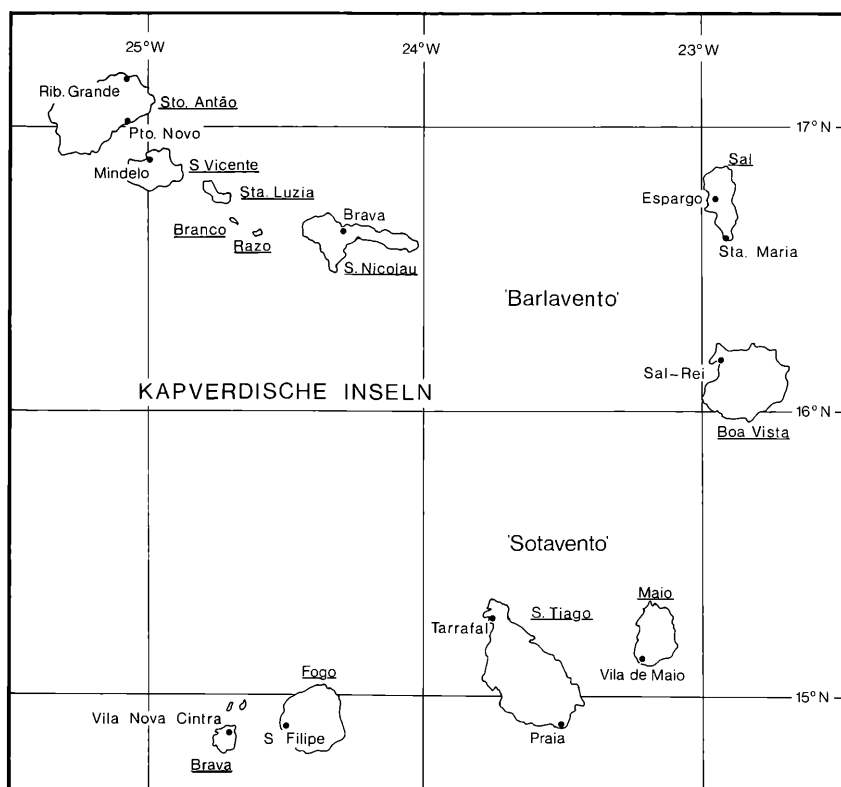 25°W
24°W
23°W
Rib. Grande
Sto. Antão
Pto. Novo
17°N
Mindelo
S Vicente
Sta. Luzia
Sal
Espargo
Branco
Razo
Brava
S. Nicolau
Sta. Maria
'Barlavento'
Sal-Rei
KAPVERDISCHE INSELN
16°N
Boa Vista
'Sotavento'
Maio
S. Tiago
Tarrafal
Vila de Maio
Fogo
15°N
Vila Nova Cintra
S Filipe
Praia
Brava